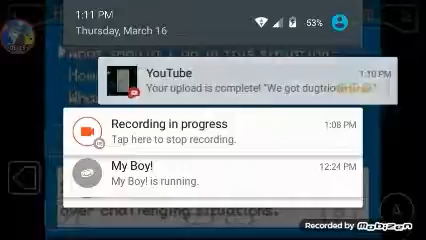 1:11 PM
53%
Thursday, March 16
YouTube
1:10 PM
Your upload is complete! "We got dugtrio
Recording in progress
1:08 PM
Tap here to stop recording.
My Boy!
12:24 PM
My Boy! is running.
over challenging situations.
Recorded by Mobizen